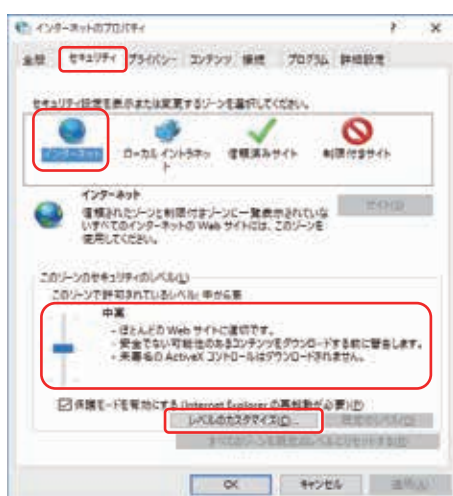 インターネットのプロパティ ? ×
全般 セキュリティ プライバシー コンテンツ 接続 プログラム 詳細設定
セキュリティ設定を表示または変更するゾーンを選択してください。
インターネット ローカル イントラネット 信頼済みサイト 制限付きサイト
インターネット
信頼されたゾーンと制限付きゾーンに一覧表示されていな
いすべてのインターネットの Web サイトには、このゾーンを
使用してください。
サイト(S)
このゾーンのセキュリティのレベル(L)
このゾーンで許可されているレベル: 中から高
中高
- ほとんどの Web サイトに適切です。
- 安全でない可能性のあるコンテンツをダウンロードする前に警告します。
- 未署名の ActiveX コントロールはダウンロードされません。
保護モードを有効にする (Internet Explorer の再起動が必要)(P)
レベルのカスタマイズ(C)... 既定のレベル(D)
すべてのゾーンを既定のレベルにリセットする(R)
OK キャンセル 適用(A)